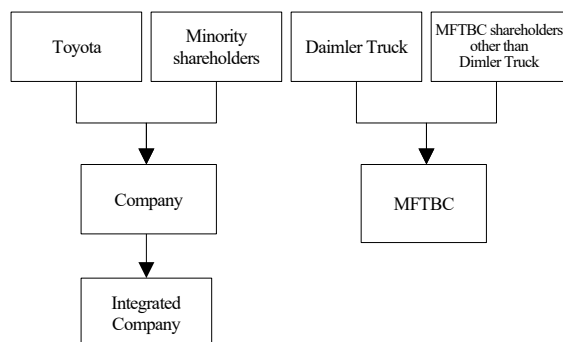 Toyota
Minority
shareholders
Daimler Truck
MFTBC shareholders
other than
Dimler Truck
Company
MFTBC
Integrated
Company